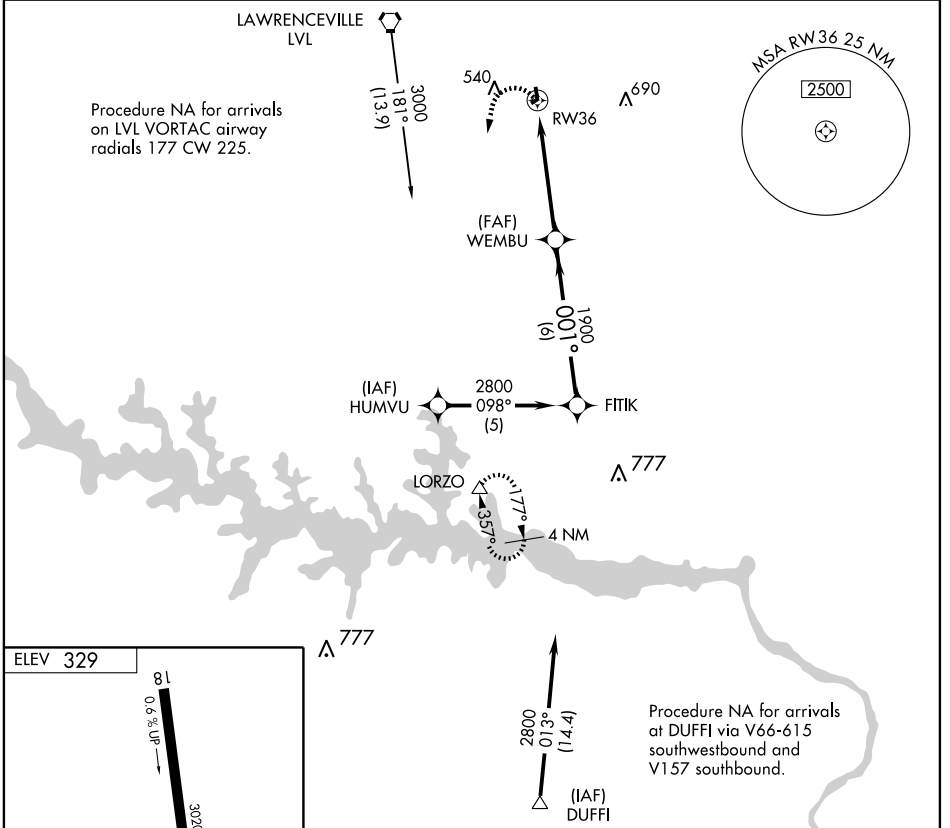 LAWRENCEVILLE
LVL
3000
181°
(13.9)
Procedure NA for arrivals
on LVL VORTAC airway
radials 177 CW 225.
540
690
RW36
MSA RW36 25 NM
2500
(FAF)
WEMBU
1900
001°
(6)
(IAF)
HUMVU
2800
098°
(5)
FITIK
777
LORZO
177°
357°
4 NM
777
ELEV 329
18
0.6 % UP
3020
2800
013°
(14.4)
(IAF)
DUFFI
Procedure NA for arrivals
at DUFFI via V66-615
southwestbound and
V157 southbound.